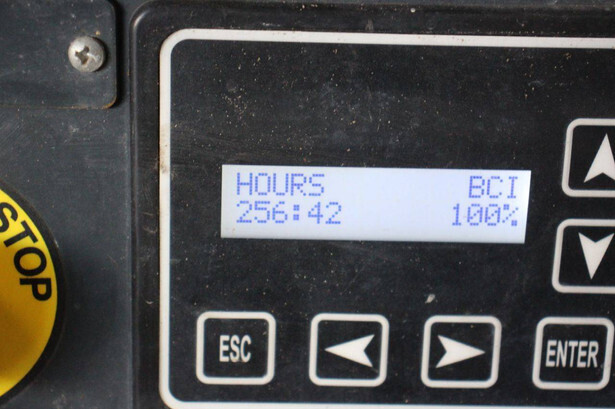 HOURS BCI
256:42 100%
STOP
ESC
ENTER